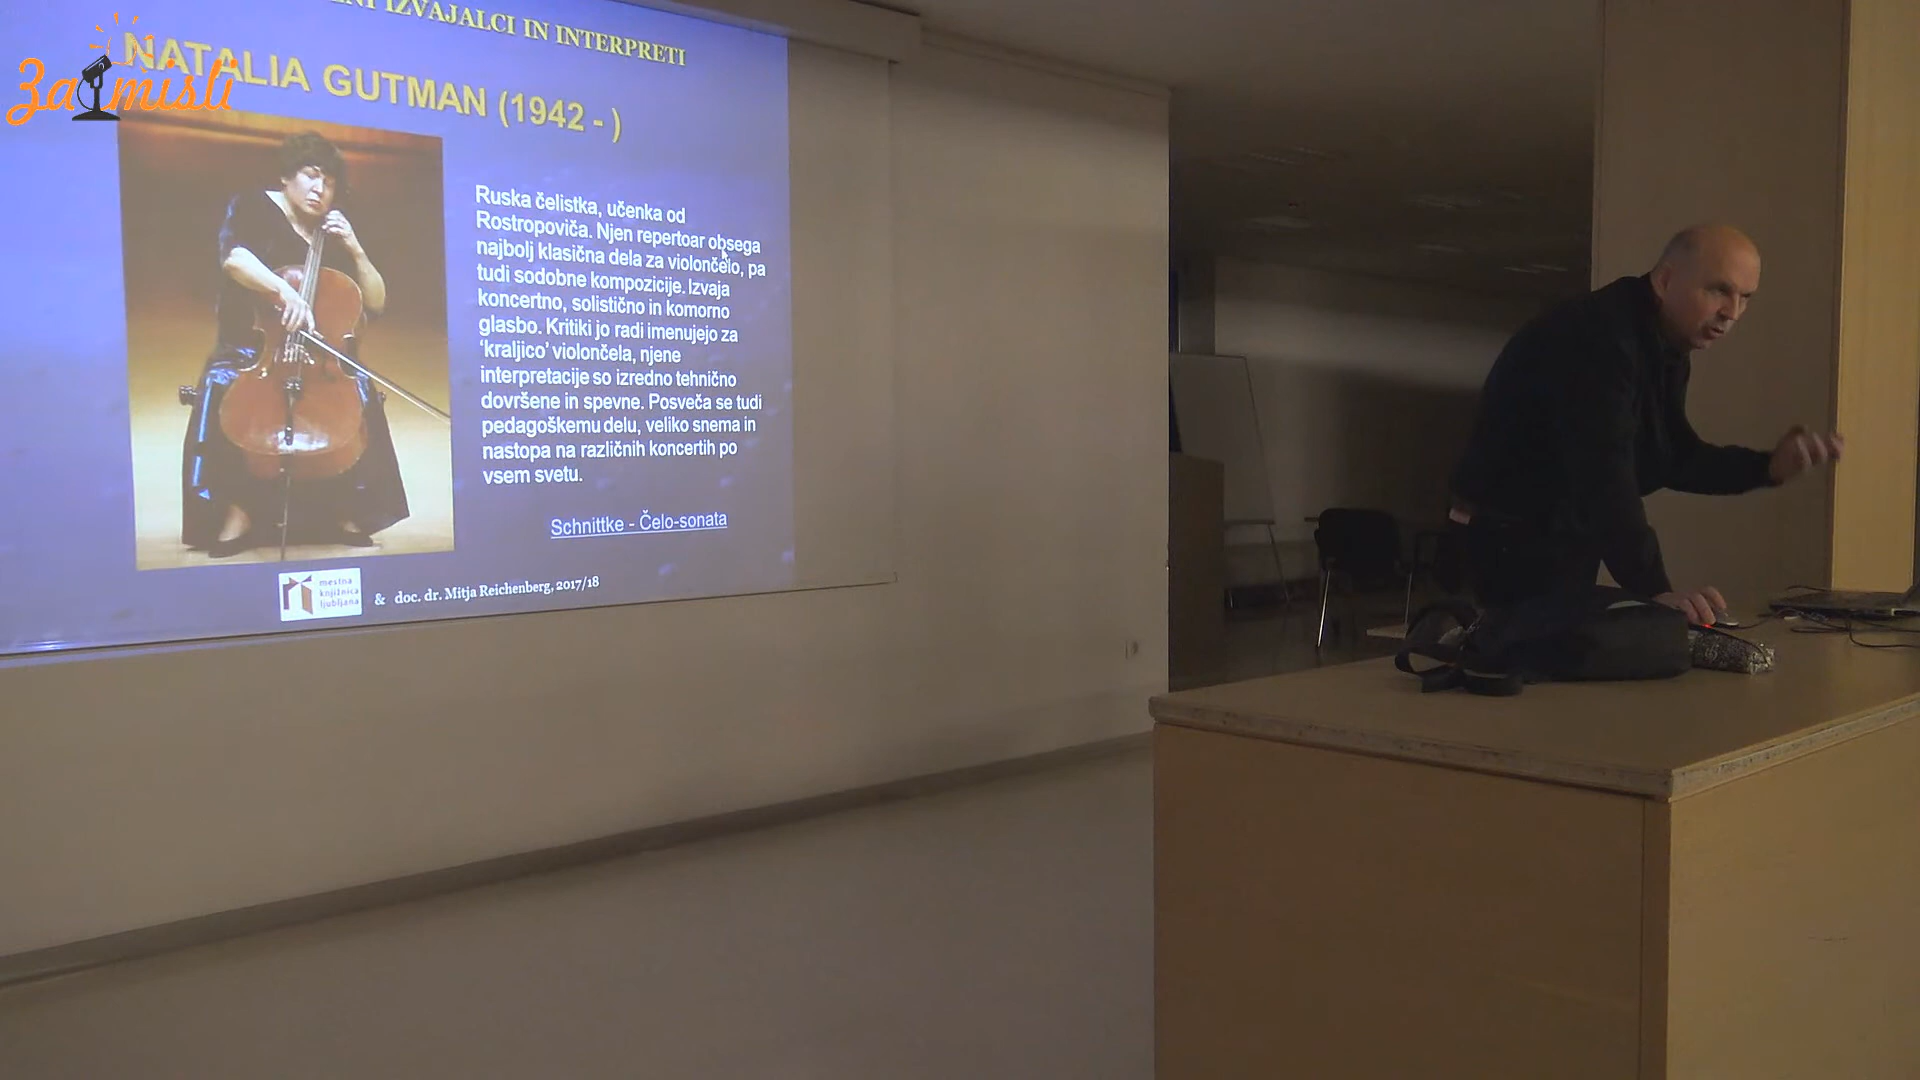 IZVAJALCI IN INTERPRETI
NATALIA GUTMAN (1942 - )
Za misli
Ruska čelistka, učenka od
Rostropoviča. Njen repertoar obsega
najbolj klasična dela za violončelo, pa
tudi sodobne kompozicije. Izvaja
koncertno, solistično in komorno
glasbo. Kritiki jo radi imenujejo za
‘kraljico’ violončela, njene
interpretacije so izredno tehnično
dovršene in spevne. Posveča se tudi
pedagoškemu delu, veliko snema in
nastopa na različnih koncertih po
vsem svetu.
Schnittke - Čelo-sonata
mestna
knjižnica
ljubljana
& doc. dr. Mitja Reichenberg, 2017/18